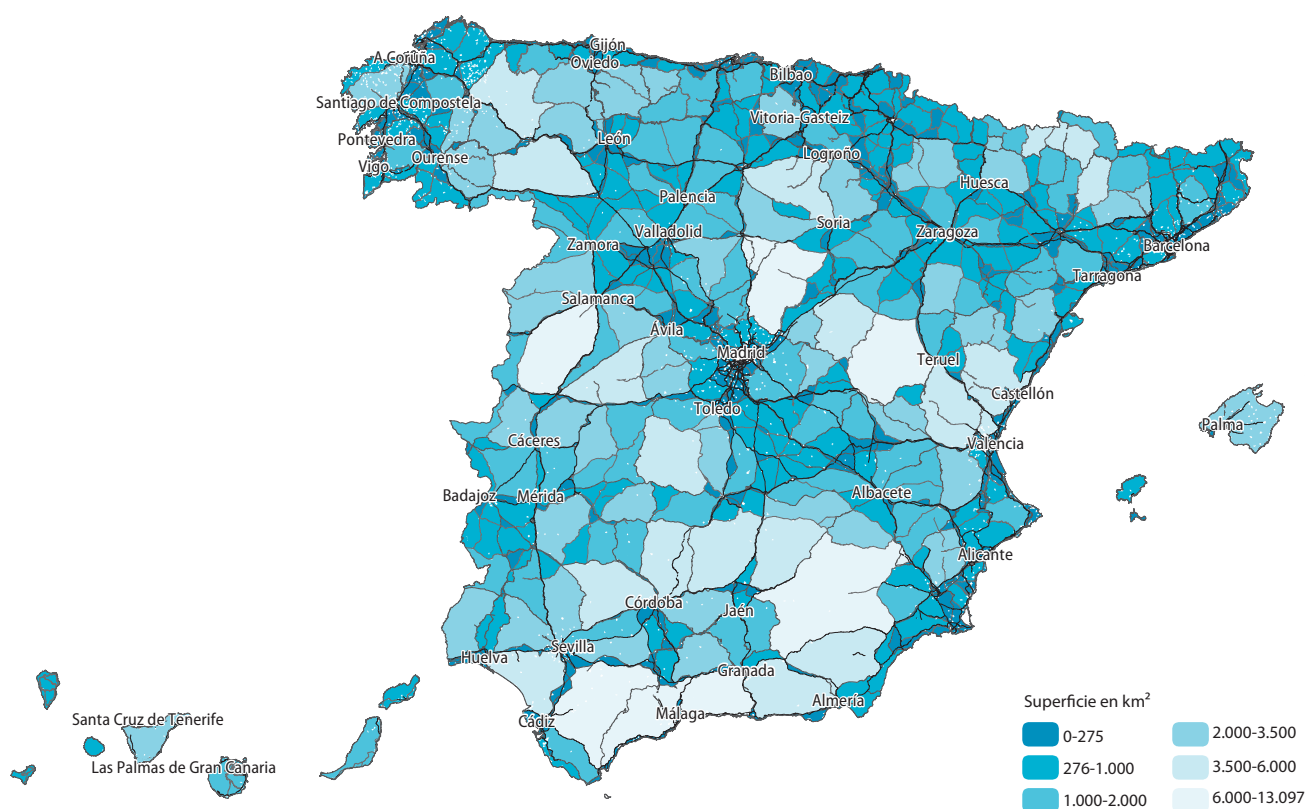 Gijón
A Coruña
Oviedo
Bilbao
Santiago de Compostela
Vitoria-Gasteiz
Pontevedra
León
Vigo
Ourense
Logroño
Huesca
Palencia
Soria
Valladolid
Zaragoza
Zamora
Barcelona
Tarragona
Salamanca
Ávila
Madrid
Teruel
Castellón
Toledo
Palma
Cáceres
Valencia
Badajoz
Mérida
Albacete
Alicante
Córdoba
Jaén
Sevilla
Huelva
Granada
Almería
Málaga
Cádiz
Santa Cruz de Tenerife
Las Palmas de Gran Canaria
Superficie en km²
0-275
276-1.000
1.000-2.000
2.000-3.500
3.500-6.000
6.000-13.097